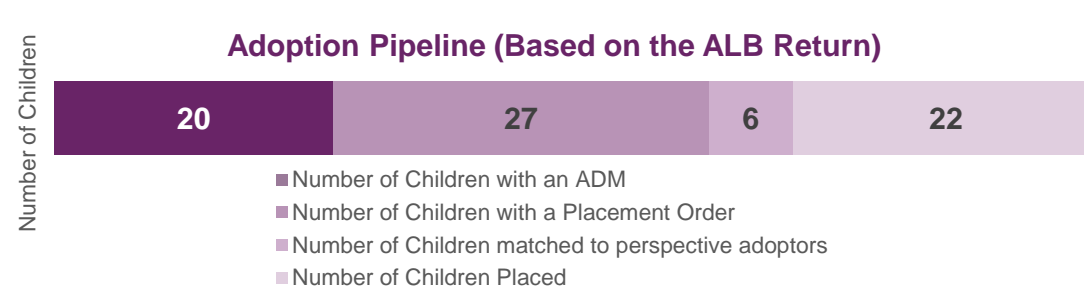 Adoption Pipeline (Based on the ALB Return)
Number of Children
20 27 6 22
Number of Children with an ADM
Number of Children with a Placement Order
Number of Children matched to perspective adoptors
Number of Children Placed